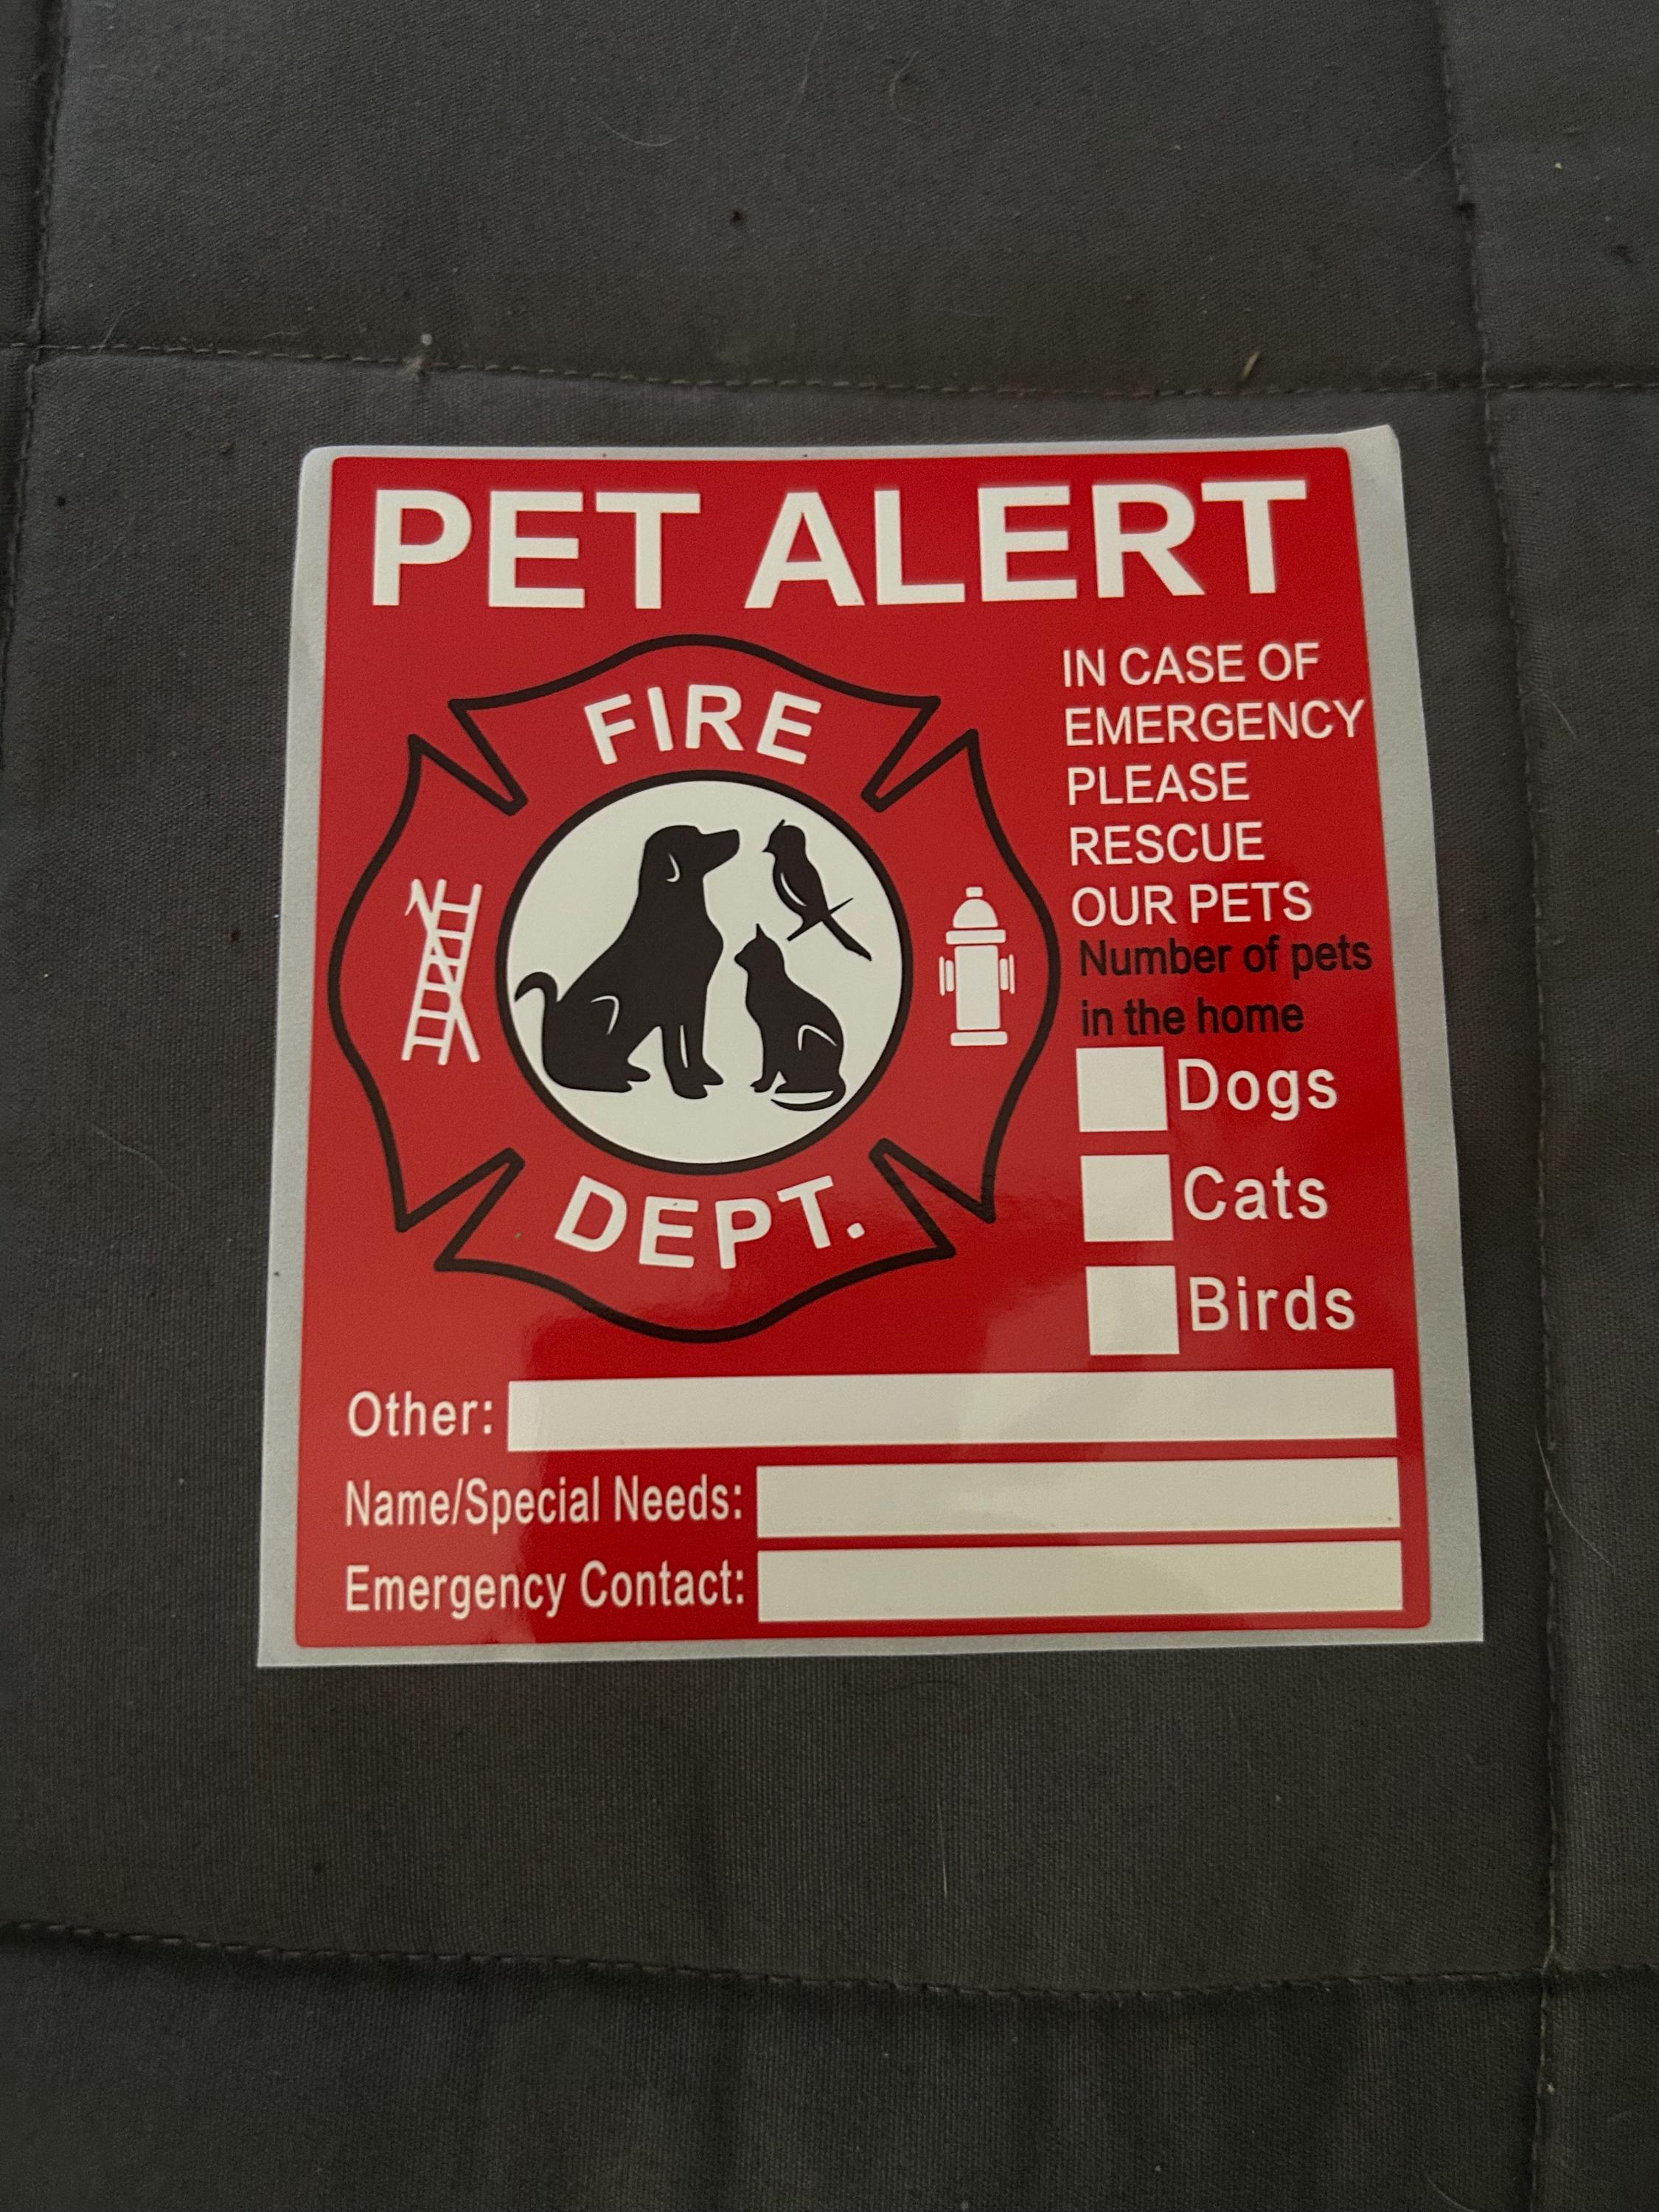 PET ALERT
FIRE
DEPT.
IN CASE OF
EMERGENCY
PLEASE
RESCUE
OUR PETS
Number of pets
in the home
Dogs
Cats
Birds
Other:
Name/Special Needs:
Emergency Contact: